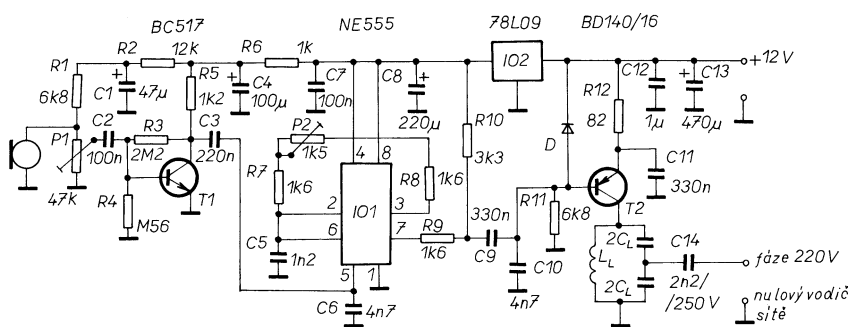 BC517 NE555 78L09 BD140/16
R2 R6 +12V
12k 1k IO2
R1 R5 C7 C8 C12 C13
6k8 C1 47µ 1k2 C4 100µ 100n 220µ R12 82 1µ 470µ
P1 C2 R3 C3 P2 R10 D
100n 2M2 220n 1k5 3k3 C11
47k R4 T1 R7 4 8 R8 330n
M56 1k6 IO1 1k6 R11 T2
2 3 330n 6k8
6 7 R9 C9
C5 1n2 1k6 C10 2CL C14 fáze 220V
5 1 4n7 LL 2n2/
2CL /250V
C6 4n7 nulový vodič
sítě